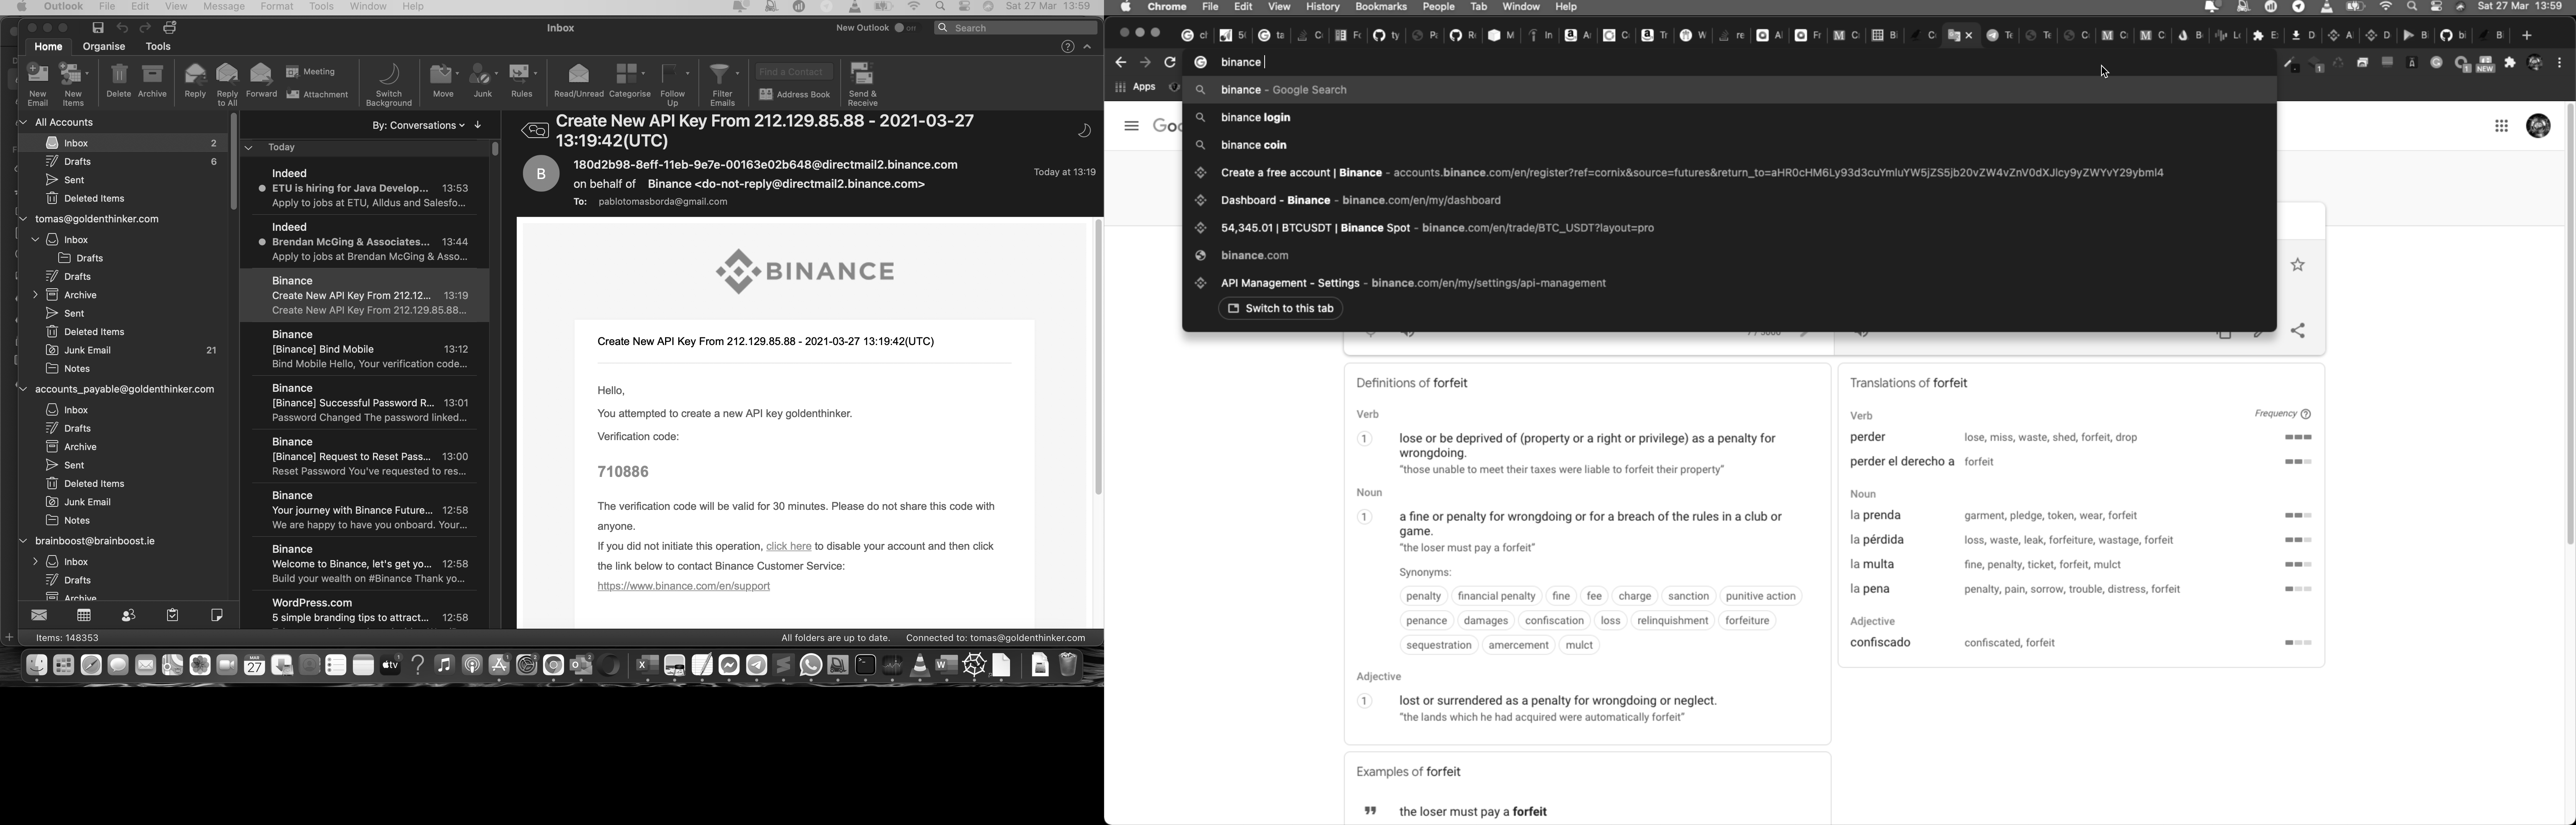 Outlook File Edit View Message Format Tools Window Help
Sat 27 Mar 13:59
Inbox
New Outlook
Search
Home Organise Tools
New Email
New Items
Delete
Archive
Reply
Reply to All
Forward
Meeting
Attachment
Switch Background
Move
Junk
Rules
Read/Unread
Categorise
Follow Up
Filter Emails
Find a Contact
Address Book
Send & Receive
All Accounts
Inbox 2
Drafts 6
Sent
Deleted Items
tomas@goldenthinker.com
Inbox
Drafts
Drafts
Archive
Sent
Deleted Items
Junk Email 21
Notes
accounts_payable@goldenthinker.com
Inbox
Drafts
Archive
Sent
Deleted Items
Junk Email
Notes
brainboost@brainboost.ie
Inbox
Drafts
Archive
Items: 148353
By: Conversations
Today
Indeed
ETU is hiring for Java Develop... 13:53
Apply to jobs at ETU, Alldus and Salesfo...
Indeed
Brendan McGing & Associates... 13:44
Apply to jobs at Brendan McGing & Asso...
Binance
Create New API Key From 212.12... 13:19
Create New API Key From 212.129.85.88...
Binance
[Binance] Bind Mobile 13:12
Bind Mobile Hello, Your verification code...
Binance
[Binance] Successful Password R... 13:01
Password Changed The password linked...
Binance
[Binance] Request to Reset Pass... 13:00
Reset Password You've requested to res...
Binance
Your journey with Binance Future... 12:58
We are happy to have you onboard. Your...
Binance
Welcome to Binance, let's get yo... 12:58
Build your wealth on #Binance Thank yo...
WordPress.com
5 simple branding tips to attract... 12:58
Create New API Key From 212.129.85.88 - 2021-03-27
13:19:42(UTC)
B
180d2b98-8eff-11eb-9e7e-00163e02b648@directmail2.binance.com
on behalf of Binance <do-not-reply@directmail2.binance.com>
Today at 13:19
To: pablotomasborda@gmail.com
BINANCE
Create New API Key From 212.129.85.88 - 2021-03-27 13:19:42(UTC)
Hello,
You attempted to create a new API key goldenthinker.
Verification code:
710886
The verification code will be valid for 30 minutes. Please do not share this code with
anyone.
If you did not initiate this operation, click here to disable your account and then click
the link below to contact Binance Customer Service:
https://www.binance.com/en/support
All folders are up to date. Connected to: tomas@goldenthinker.com
MAR
27
tv
Chrome File Edit View History Bookmarks People Tab Window Help
Sat 27 Mar 13:59
binance
Apps
binance - Google Search
binance login
binance coin
Create a free account | Binance - accounts.binance.com/en/register?ref=cornix&source=futures&return_to=aHR0cHM6Ly93d3cuYmluYW5jZS5jb20vZW4vZnV0dXJlcy9yZWYvY29ybml4
Dashboard - Binance - binance.com/en/my/dashboard
54,345.01 | BTCUSDT | Binance Spot - binance.com/en/trade/BTC_USDT?layout=pro
binance.com
API Management - Settings - binance.com/en/my/settings/api-management
Switch to this tab
NEW
Definitions of forfeit
Verb
1 lose or be deprived of (property or a right or privilege) as a penalty for
wrongdoing.
"those unable to meet their taxes were liable to forfeit their property"
Noun
1 a fine or penalty for wrongdoing or for a breach of the rules in a club or
game.
"the loser must pay a forfeit"
Synonyms:
penalty financial penalty fine fee charge sanction punitive action
penance damages confiscation loss relinquishment forfeiture
sequestration amercement mulct
Adjective
1 lost or surrendered as a penalty for wrongdoing or neglect.
"the lands which he had acquired were automatically forfeit"
Examples of forfeit
the loser must pay a forfeit
Translations of forfeit
Verb Frequency
perder lose, miss, waste, shed, forfeit, drop
perder el derecho a forfeit
Noun
la prenda garment, pledge, token, wear, forfeit
la pérdida loss, waste, leak, forfeiture, wastage, forfeit
la multa fine, penalty, ticket, forfeit, mulct
la pena penalty, pain, sorrow, trouble, distress, forfeit
Adjective
confiscado confiscated, forfeit